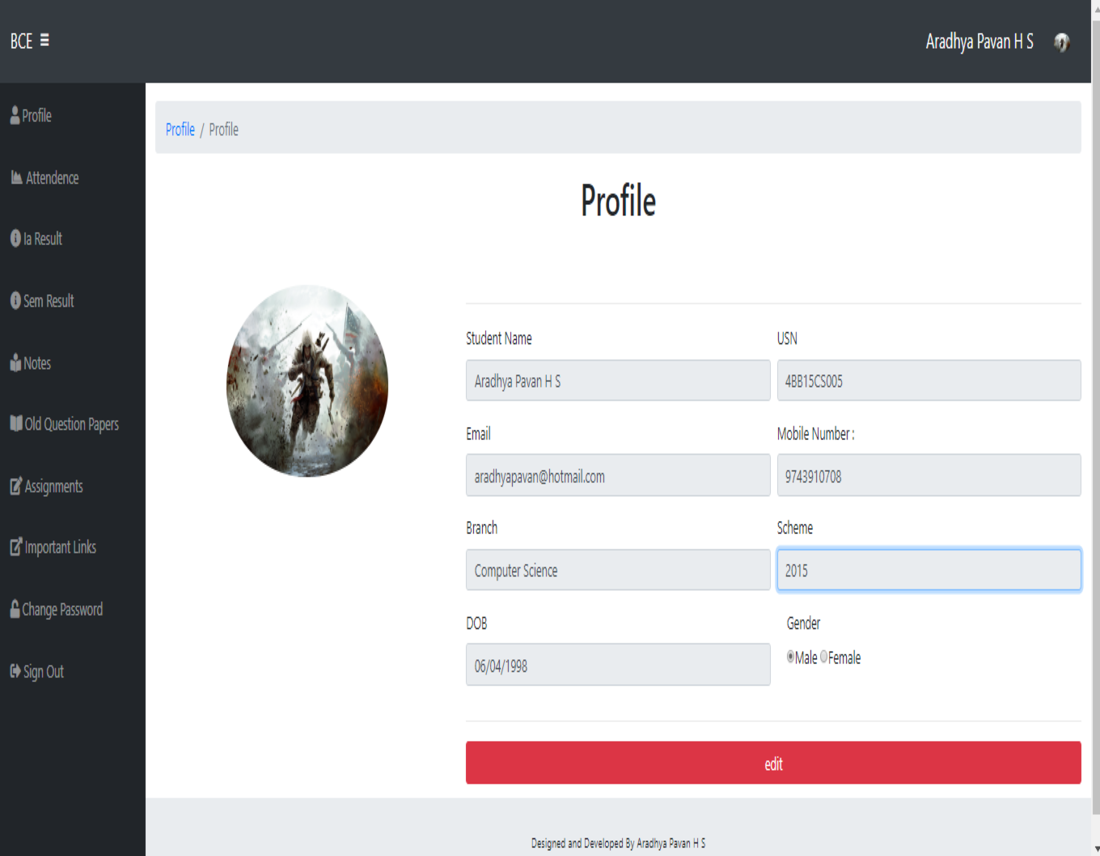 BCE
Aradhya Pavan H S
Profile
Attendence
Ia Result
Sem Result
Notes
Old Question Papers
Assignments
Important Links
Change Password
Sign Out
Profile / Profile
Profile
Student Name
USN
Aradhya Pavan H S
4BB15CS005
Email
Mobile Number :
aradhyapavan@hotmail.com
9743910708
Branch
Scheme
Computer Science
2015
DOB
Gender
06/04/1998
Male Female
edit
Designed and Developed By Aradhya Pavan H S